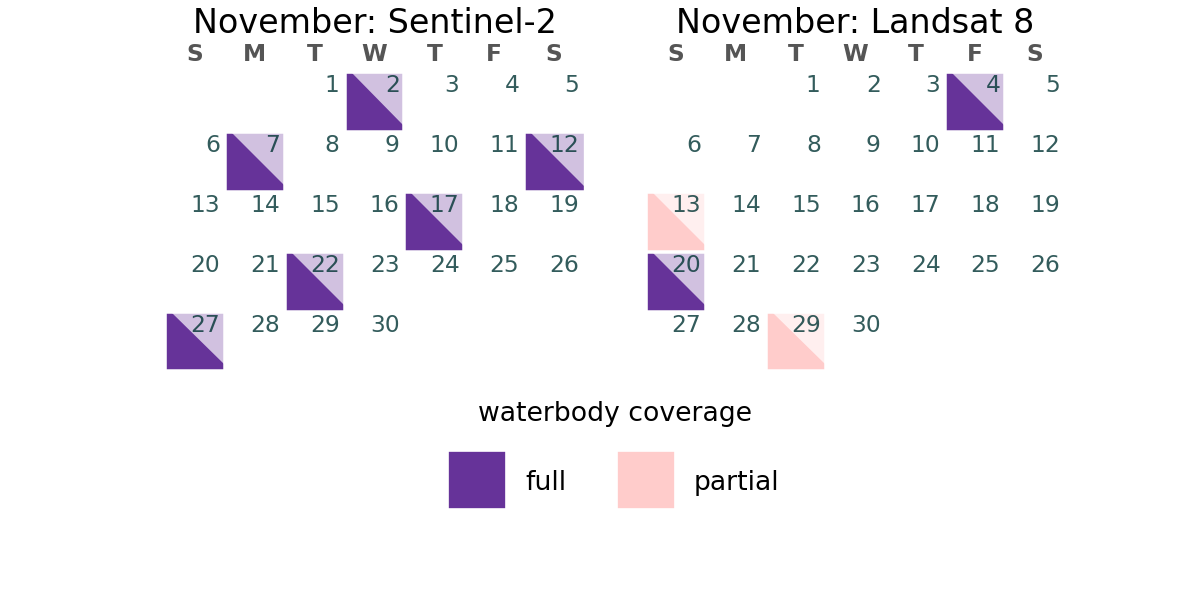 November: Sentinel-2
S M T W T F S
1 2 3 4 5
6 7 8 9 10 11 12
13 14 15 16 17 18 19
20 21 22 23 24 25 26
27 28 29 30
November: Landsat 8
S M T W T F S
1 2 3 4 5
6 7 8 9 10 11 12
13 14 15 16 17 18 19
20 21 22 23 24 25 26
27 28 29 30
waterbody coverage
full
partial